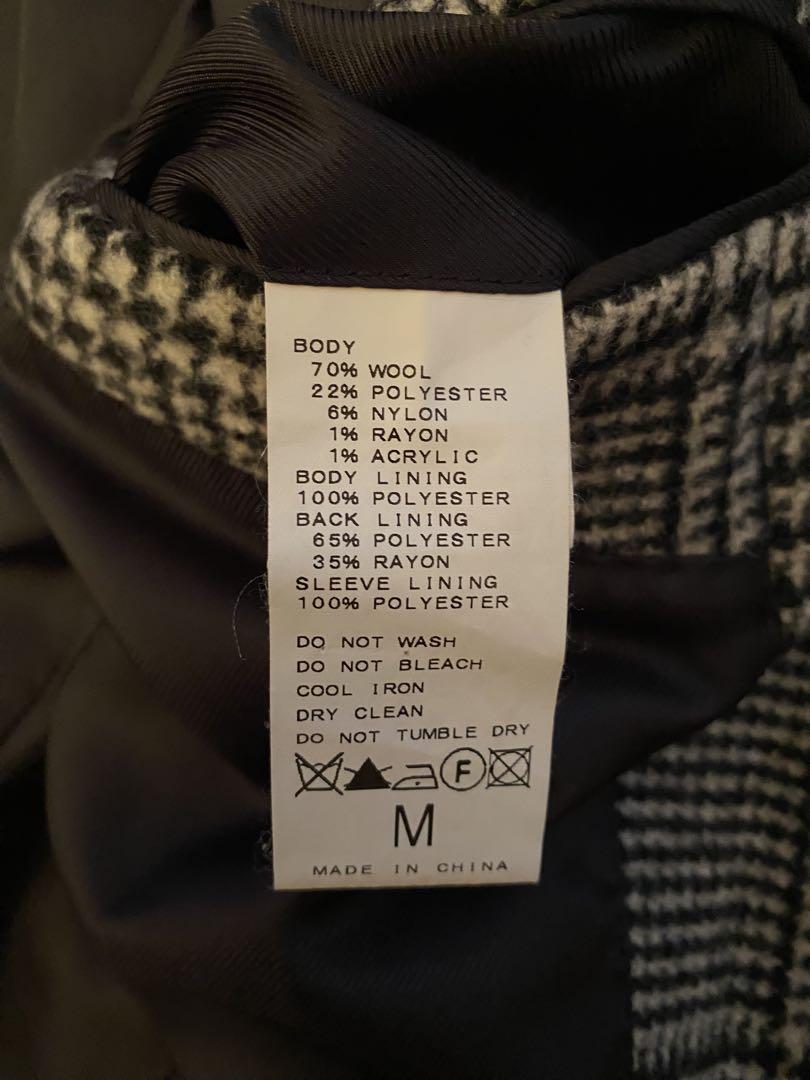 BODY
70% WOOL
22% POLYESTER
6% NYLON
1% RAYON
1% ACRYLIC
BODY LINING
100% POLYESTER
BACK LINING
65% POLYESTER
35% RAYON
SLEEVE LINING
100% POLYESTER
DO NOT WASH
DO NOT BLEACH
COOL IRON
DRY CLEAN
DO NOT TUMBLE DRY
F
M
MADE IN CHINA